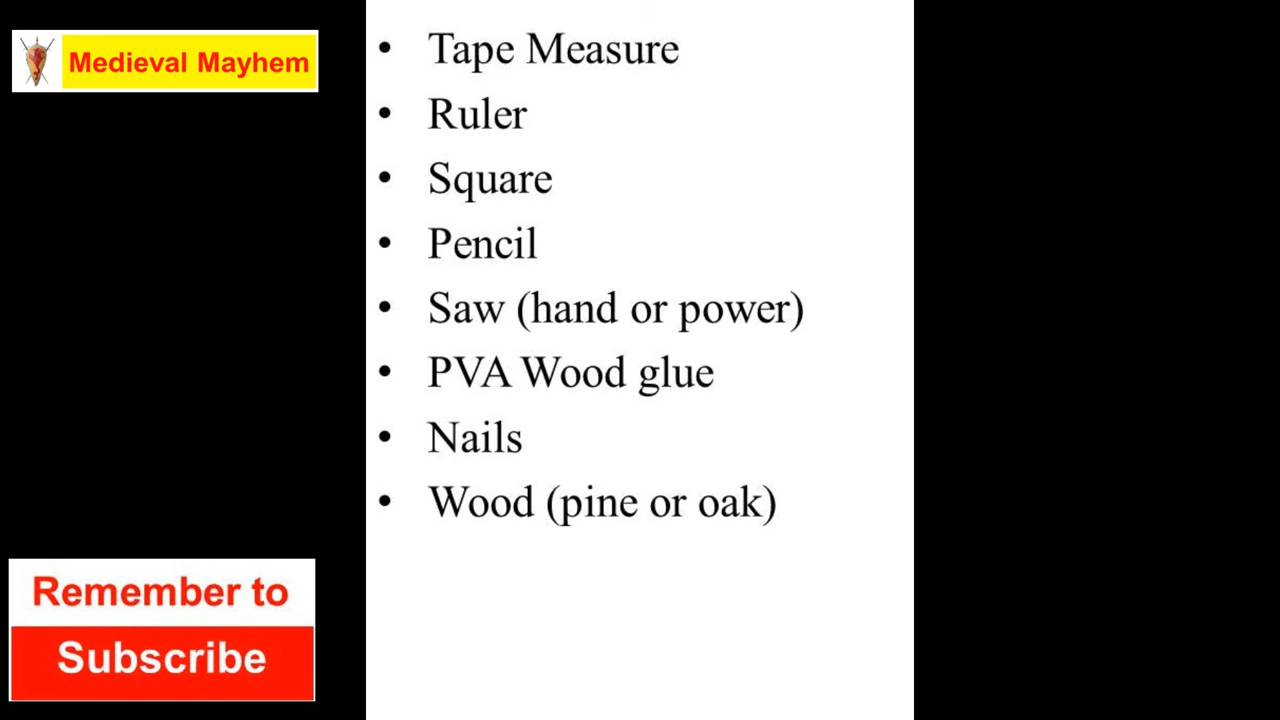 Medieval Mayhem
• Tape Measure
• Ruler
• Square
• Pencil
• Saw (hand or power)
• PVA Wood glue
• Nails
• Wood (pine or oak)
Remember to
Subscribe